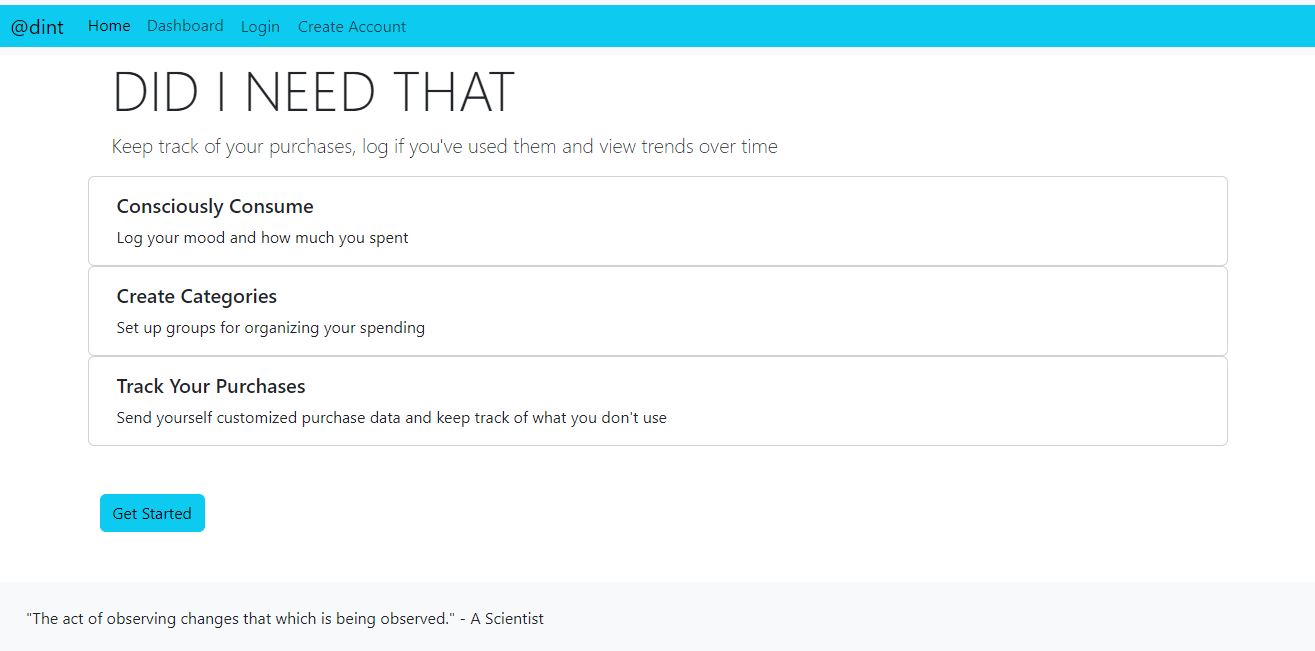 @dint Home Dashboard Login Create Account
DID I NEED THAT
Keep track of your purchases, log if you've used them and view trends over time
Consciously Consume
Log your mood and how much you spent
Create Categories
Set up groups for organizing your spending
Track Your Purchases
Send yourself customized purchase data and keep track of what you don't use
Get Started
"The act of observing changes that which is being observed." - A Scientist